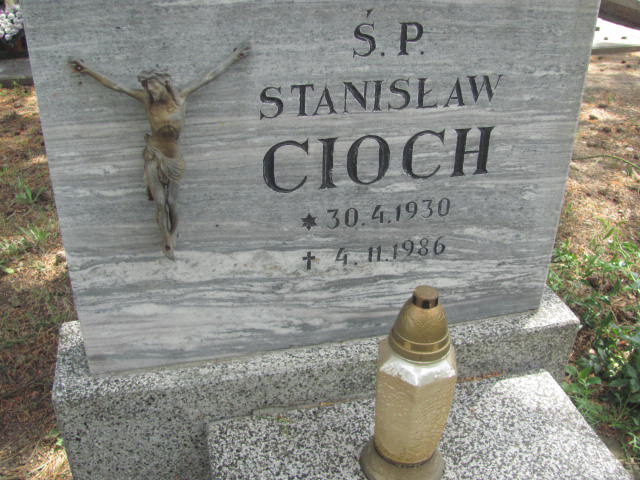 Ś. P.
STANISŁAW
CIOCH
✶ 30.4.1930
✝ 4.11.1986